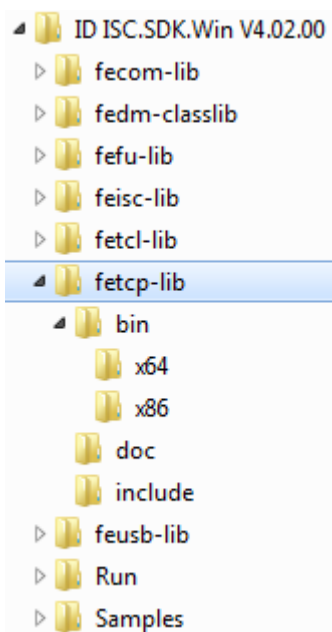 ID ISC.SDK.Win V4.02.00
fecom-lib
fedm-classlib
fefu-lib
feisc-lib
fetcl-lib
fetcp-lib
bin
x64
x86
doc
include
feusb-lib
Run
Samples